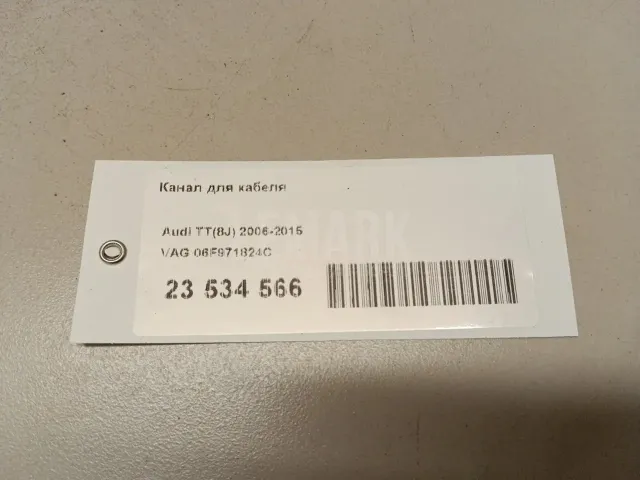 Канал для кабеля
Audi TT(8J) 2006-2015
VAG 06F971824C
23 534 566